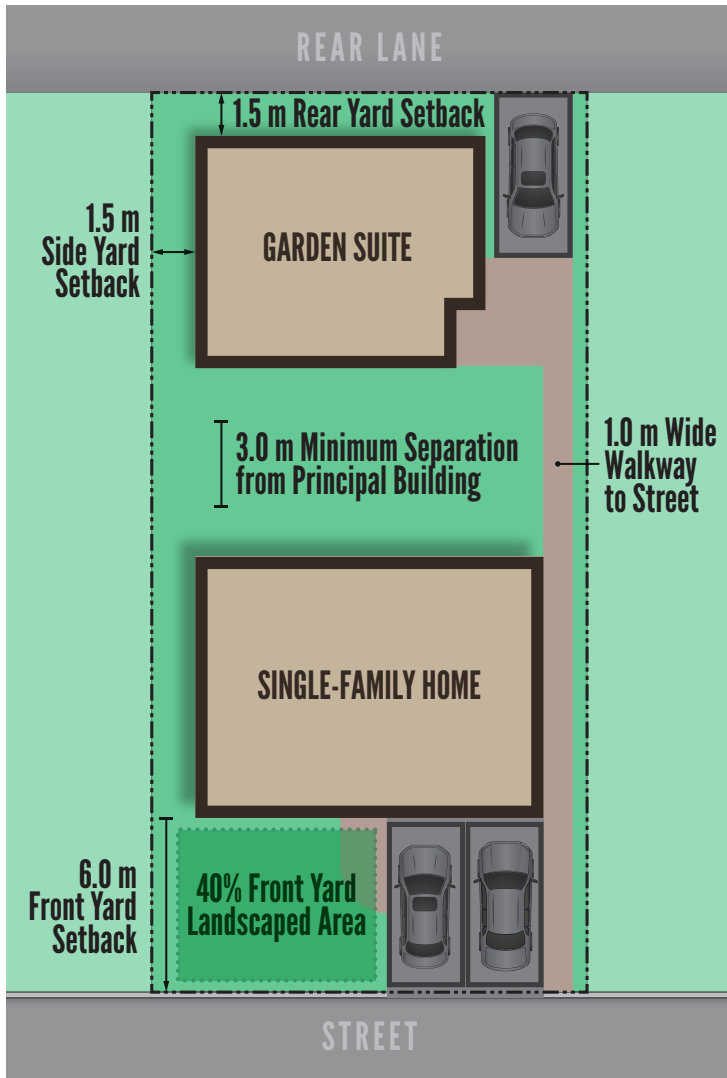 REAR LANE
1.5 m Rear Yard Setback
1.5 m
Side Yard
Setback
GARDEN SUITE
3.0 m Minimum Separation
from Principal Building
1.0 m Wide
Walkway
to Street
SINGLE-FAMILY HOME
6.0 m
Front Yard
Setback
40% Front Yard
Landscaped Area
STREET